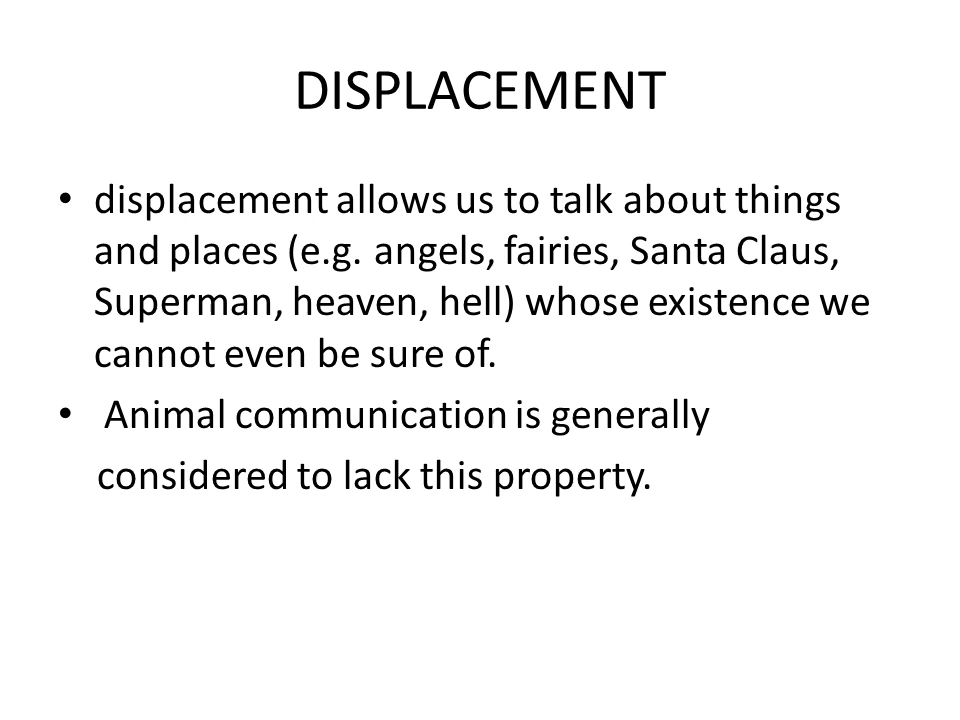 DISPLACEMENT
• displacement allows us to talk about things
and places (e.g. angels, fairies, Santa Claus,
Superman, heaven, hell) whose existence we
cannot even be sure of.
• Animal communication is generally
considered to lack this property.